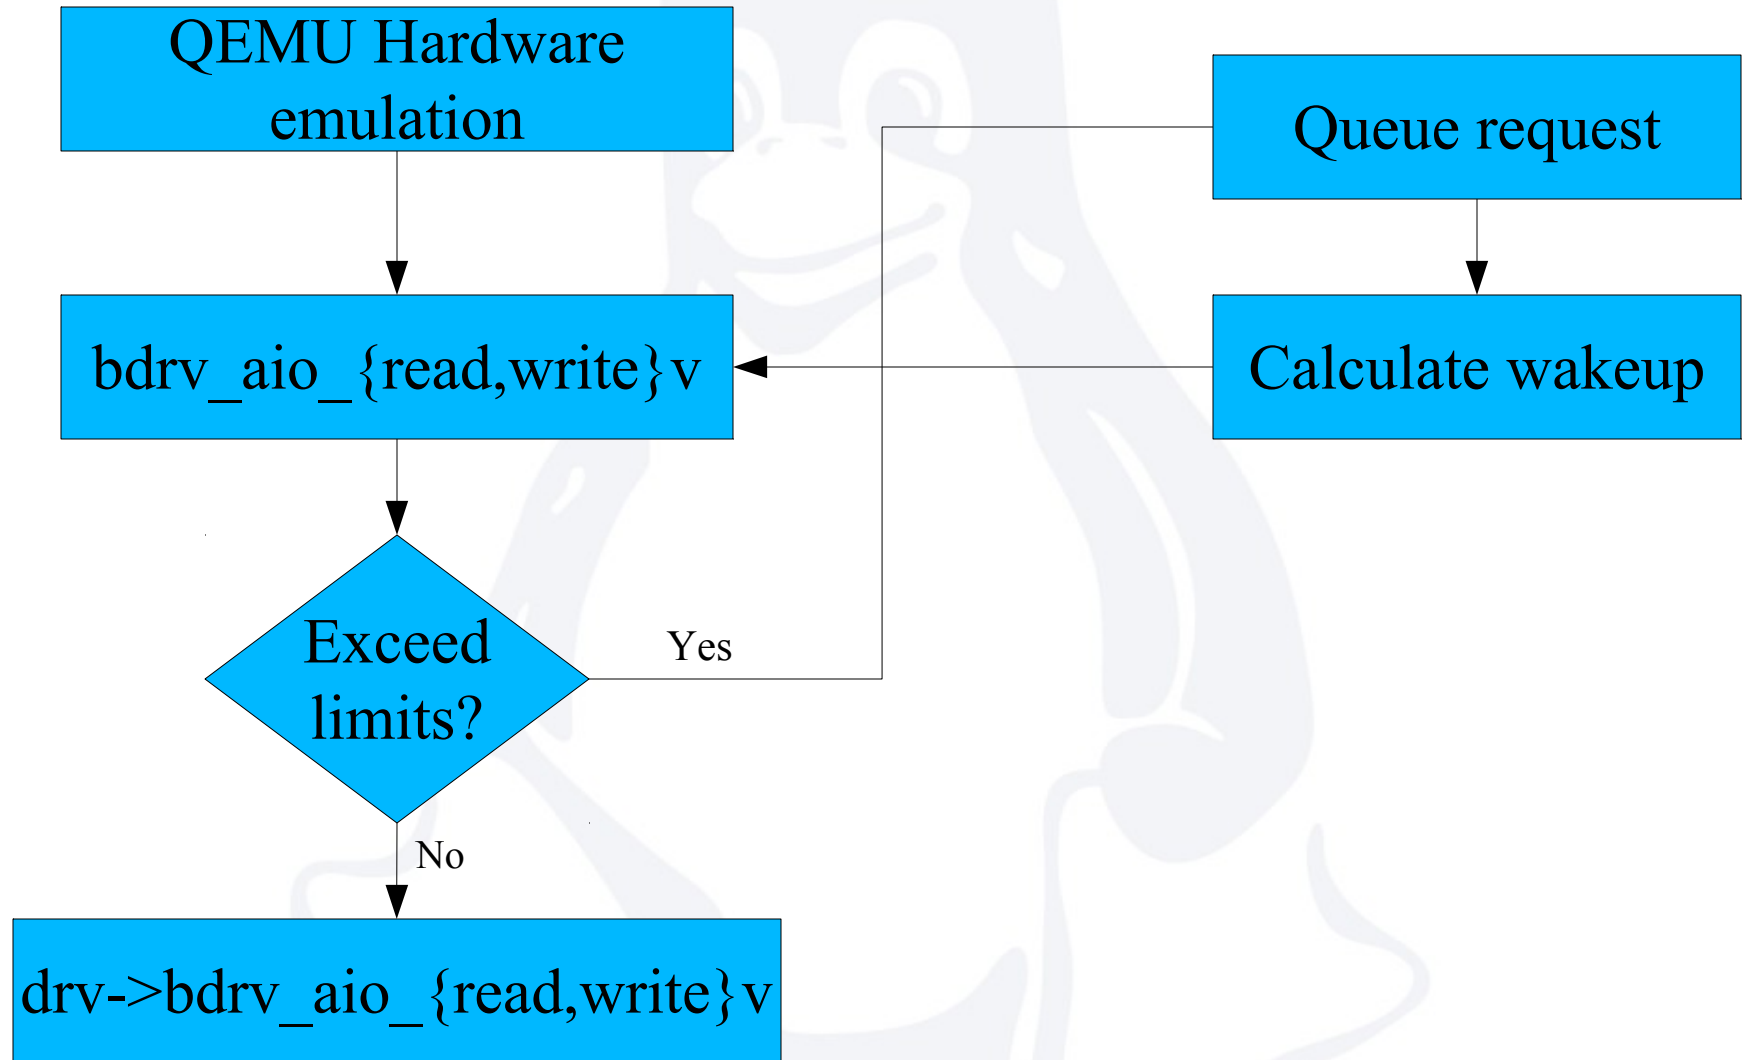 QEMU Hardware
emulation
Queue request
bdrv_aio_{read,write}v
Calculate wakeup
Exceed
limits?
Yes
No
drv->bdrv_aio_{read,write}v